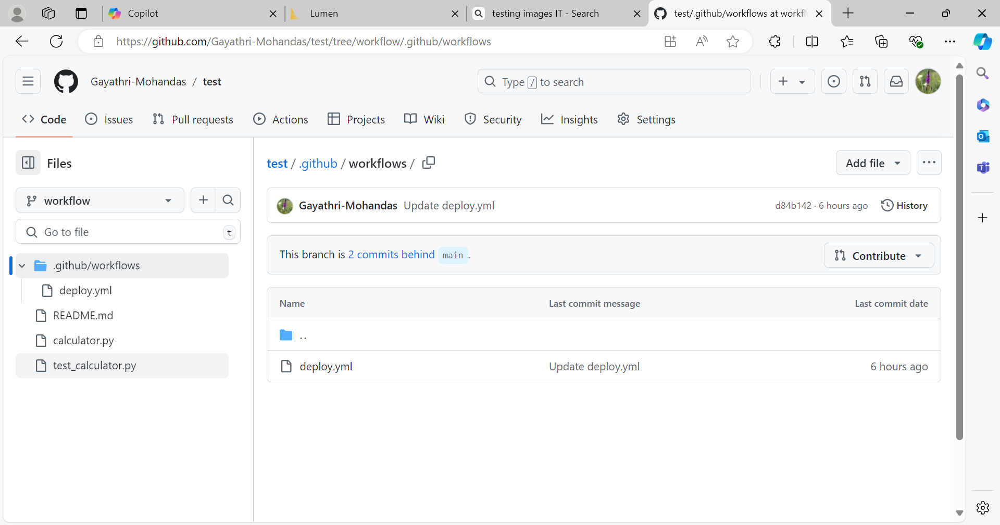 Copilot
Lumen
testing images IT - Search
test/.github/workflows at workflo
https://github.com/Gayathri-Mohandas/test/tree/workflow/.github/workflows
Gayathri-Mohandas / test
Type / to search
Code
Issues
Pull requests
Actions
Projects
Wiki
Security
Insights
Settings
Files
workflow
Go to file
t
.github/workflows
deploy.yml
README.md
calculator.py
test_calculator.py
test / .github / workflows /
Add file
Gayathri-Mohandas Update deploy.yml
d84b142 · 6 hours ago
History
This branch is 2 commits behind main .
Contribute
Name Last commit message Last commit date
..
deploy.yml Update deploy.yml 6 hours ago